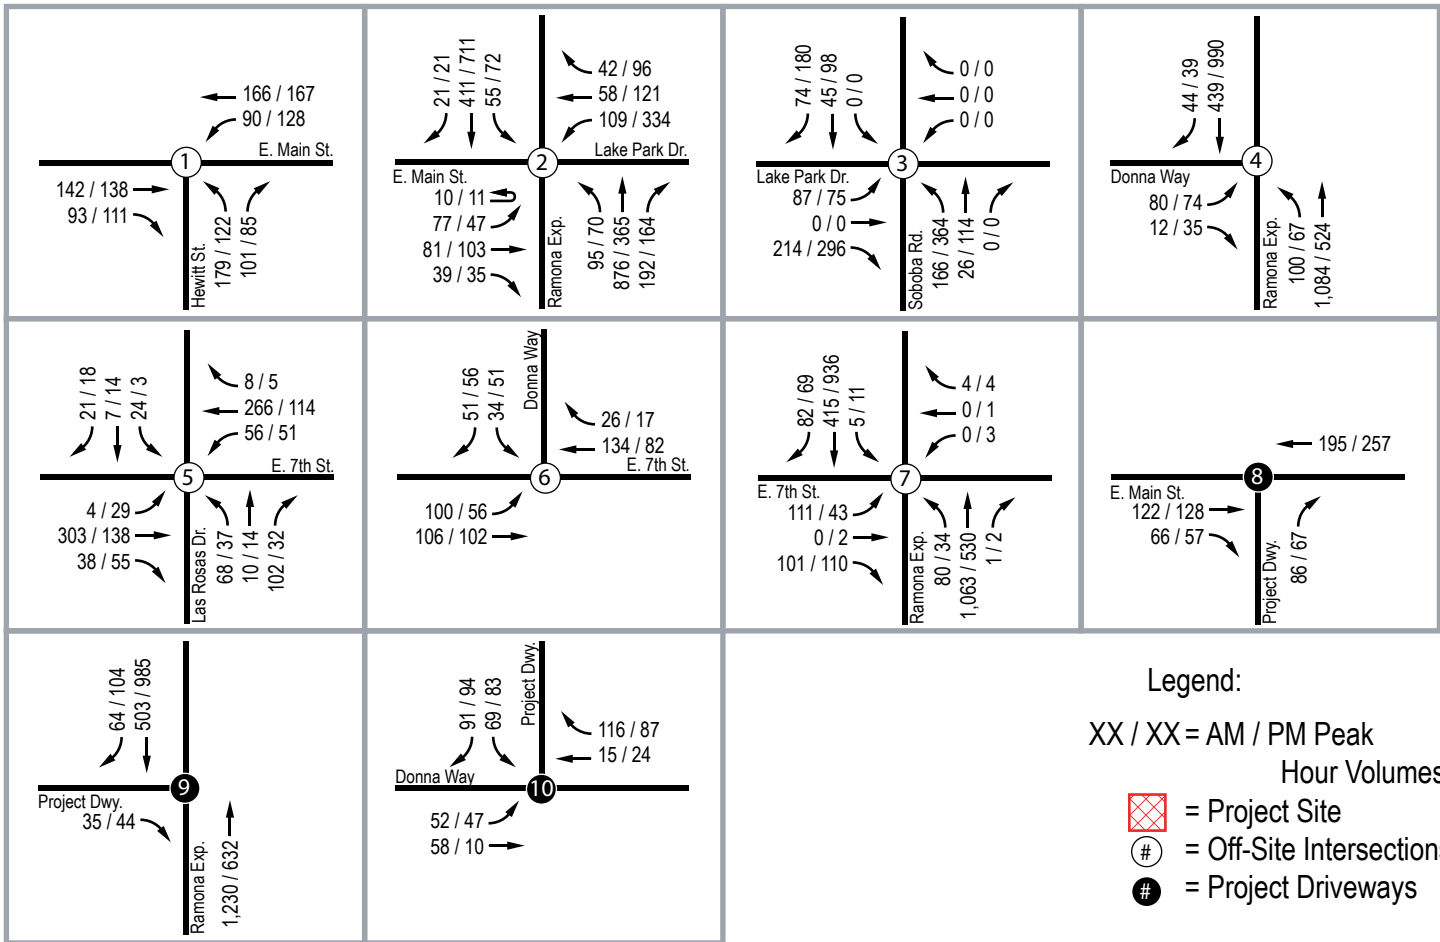 166 / 167
90 / 128
1
E. Main St.
142 / 138
93 / 111
Hewitt St.
179 / 122
101 / 85
21 / 21
411 / 711
55 / 72
42 / 96
58 / 121
109 / 334
2
Lake Park Dr.
E. Main St.
10 / 11
77 / 47
81 / 103
39 / 35
Ramona Exp.
95 / 70
876 / 365
192 / 164
74 / 180
45 / 98
0 / 0
0 / 0
0 / 0
0 / 0
3
Lake Park Dr.
87 / 75
0 / 0
214 / 296
Soboba Rd.
166 / 364
26 / 114
0 / 0
44 / 39
439 / 990
4
Donna Way
80 / 74
12 / 35
Ramona Exp.
100 / 67
1,084 / 524
21 / 18
7 / 14
24 / 3
8 / 5
266 / 114
56 / 51
5
E. 7th St.
4 / 29
303 / 138
38 / 55
Las Rosas Dr.
68 / 37
10 / 14
102 / 32
51 / 56
34 / 51
Donna Way
26 / 17
134 / 82
6
E. 7th St.
100 / 56
106 / 102
82 / 69
415 / 936
5 / 11
4 / 4
0 / 1
0 / 3
7
E. 7th St.
111 / 43
0 / 2
101 / 110
Ramona Exp.
80 / 34
1,063 / 530
1 / 2
195 / 257
8
E. Main St.
122 / 128
66 / 57
Project Dwy.
86 / 67
64 / 104
503 / 985
9
Project Dwy.
35 / 44
Ramona Exp.
1,230 / 632
91 / 94
69 / 83
Project Dwy.
116 / 87
15 / 24
Donna Way
10
52 / 47
58 / 10
Legend:
XX / XX = AM / PM Peak
Hour Volumes
= Project Site
# = Off-Site Intersections
# = Project Driveways